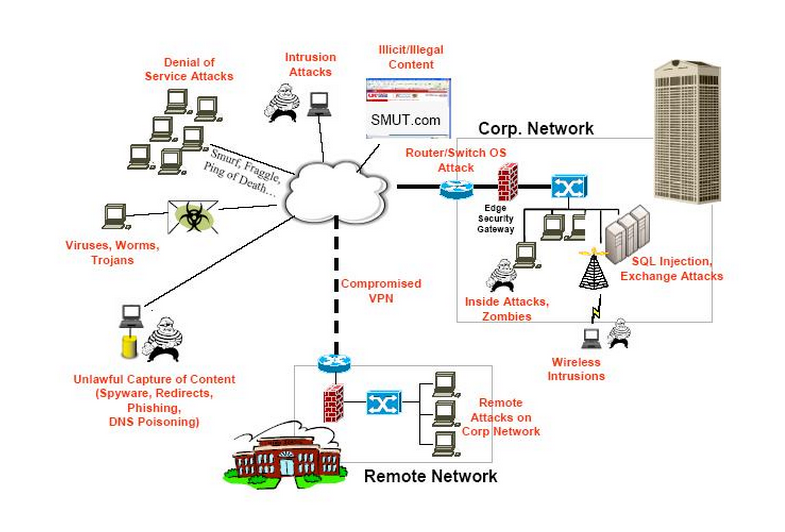 Denial of
Service Attacks
Intrusion
Attacks
Illicit/Illegal
Content
SMUT.com
Corp. Network
Router/Switch OS
Attack
Smurf, Fraggle,
Ping of Death...
Edge
Security
Gateway
Viruses, Worms,
Trojans
SQL Injection,
Exchange Attacks
Inside Attacks,
Zombies
Compromised
VPN
Wireless
Intrusions
Unlawful Capture of Content
(Spyware, Redirects,
Phishing,
DNS Poisoning)
Remote
Attacks on
Corp Network
Remote Network